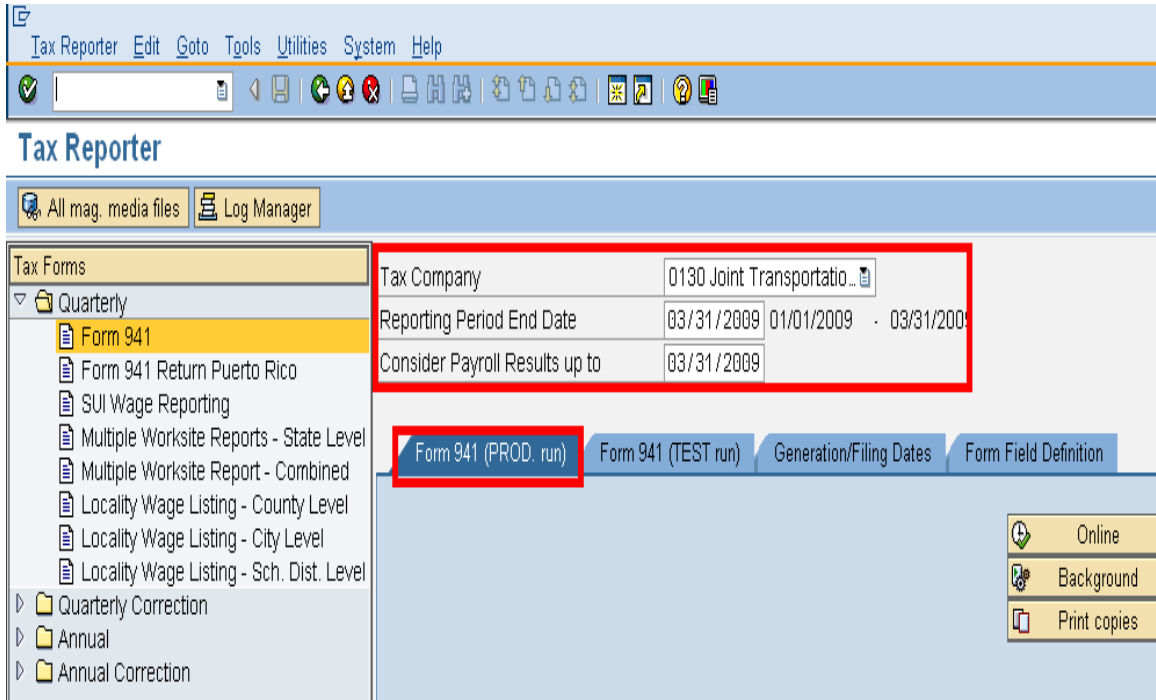 Tax Reporter Edit Goto Tools Utilities System Help
Tax Reporter
All mag. media files Log Manager
Tax Forms
Quarterly
Form 941
Form 941 Return Puerto Rico
SUI Wage Reporting
Multiple Worksite Reports - State Level
Multiple Worksite Report - Combined
Locality Wage Listing - County Level
Locality Wage Listing - City Level
Locality Wage Listing - Sch. Dist. Level
Quarterly Correction
Annual
Annual Correction
Tax Company 0130 Joint Transportatio...
Reporting Period End Date 03/31/2009 01/01/2009 - 03/31/2009
Consider Payroll Results up to 03/31/2009
Form 941 (PROD. run) Form 941 (TEST run) Generation/Filing Dates Form Field Definition
Online
Background
Print copies